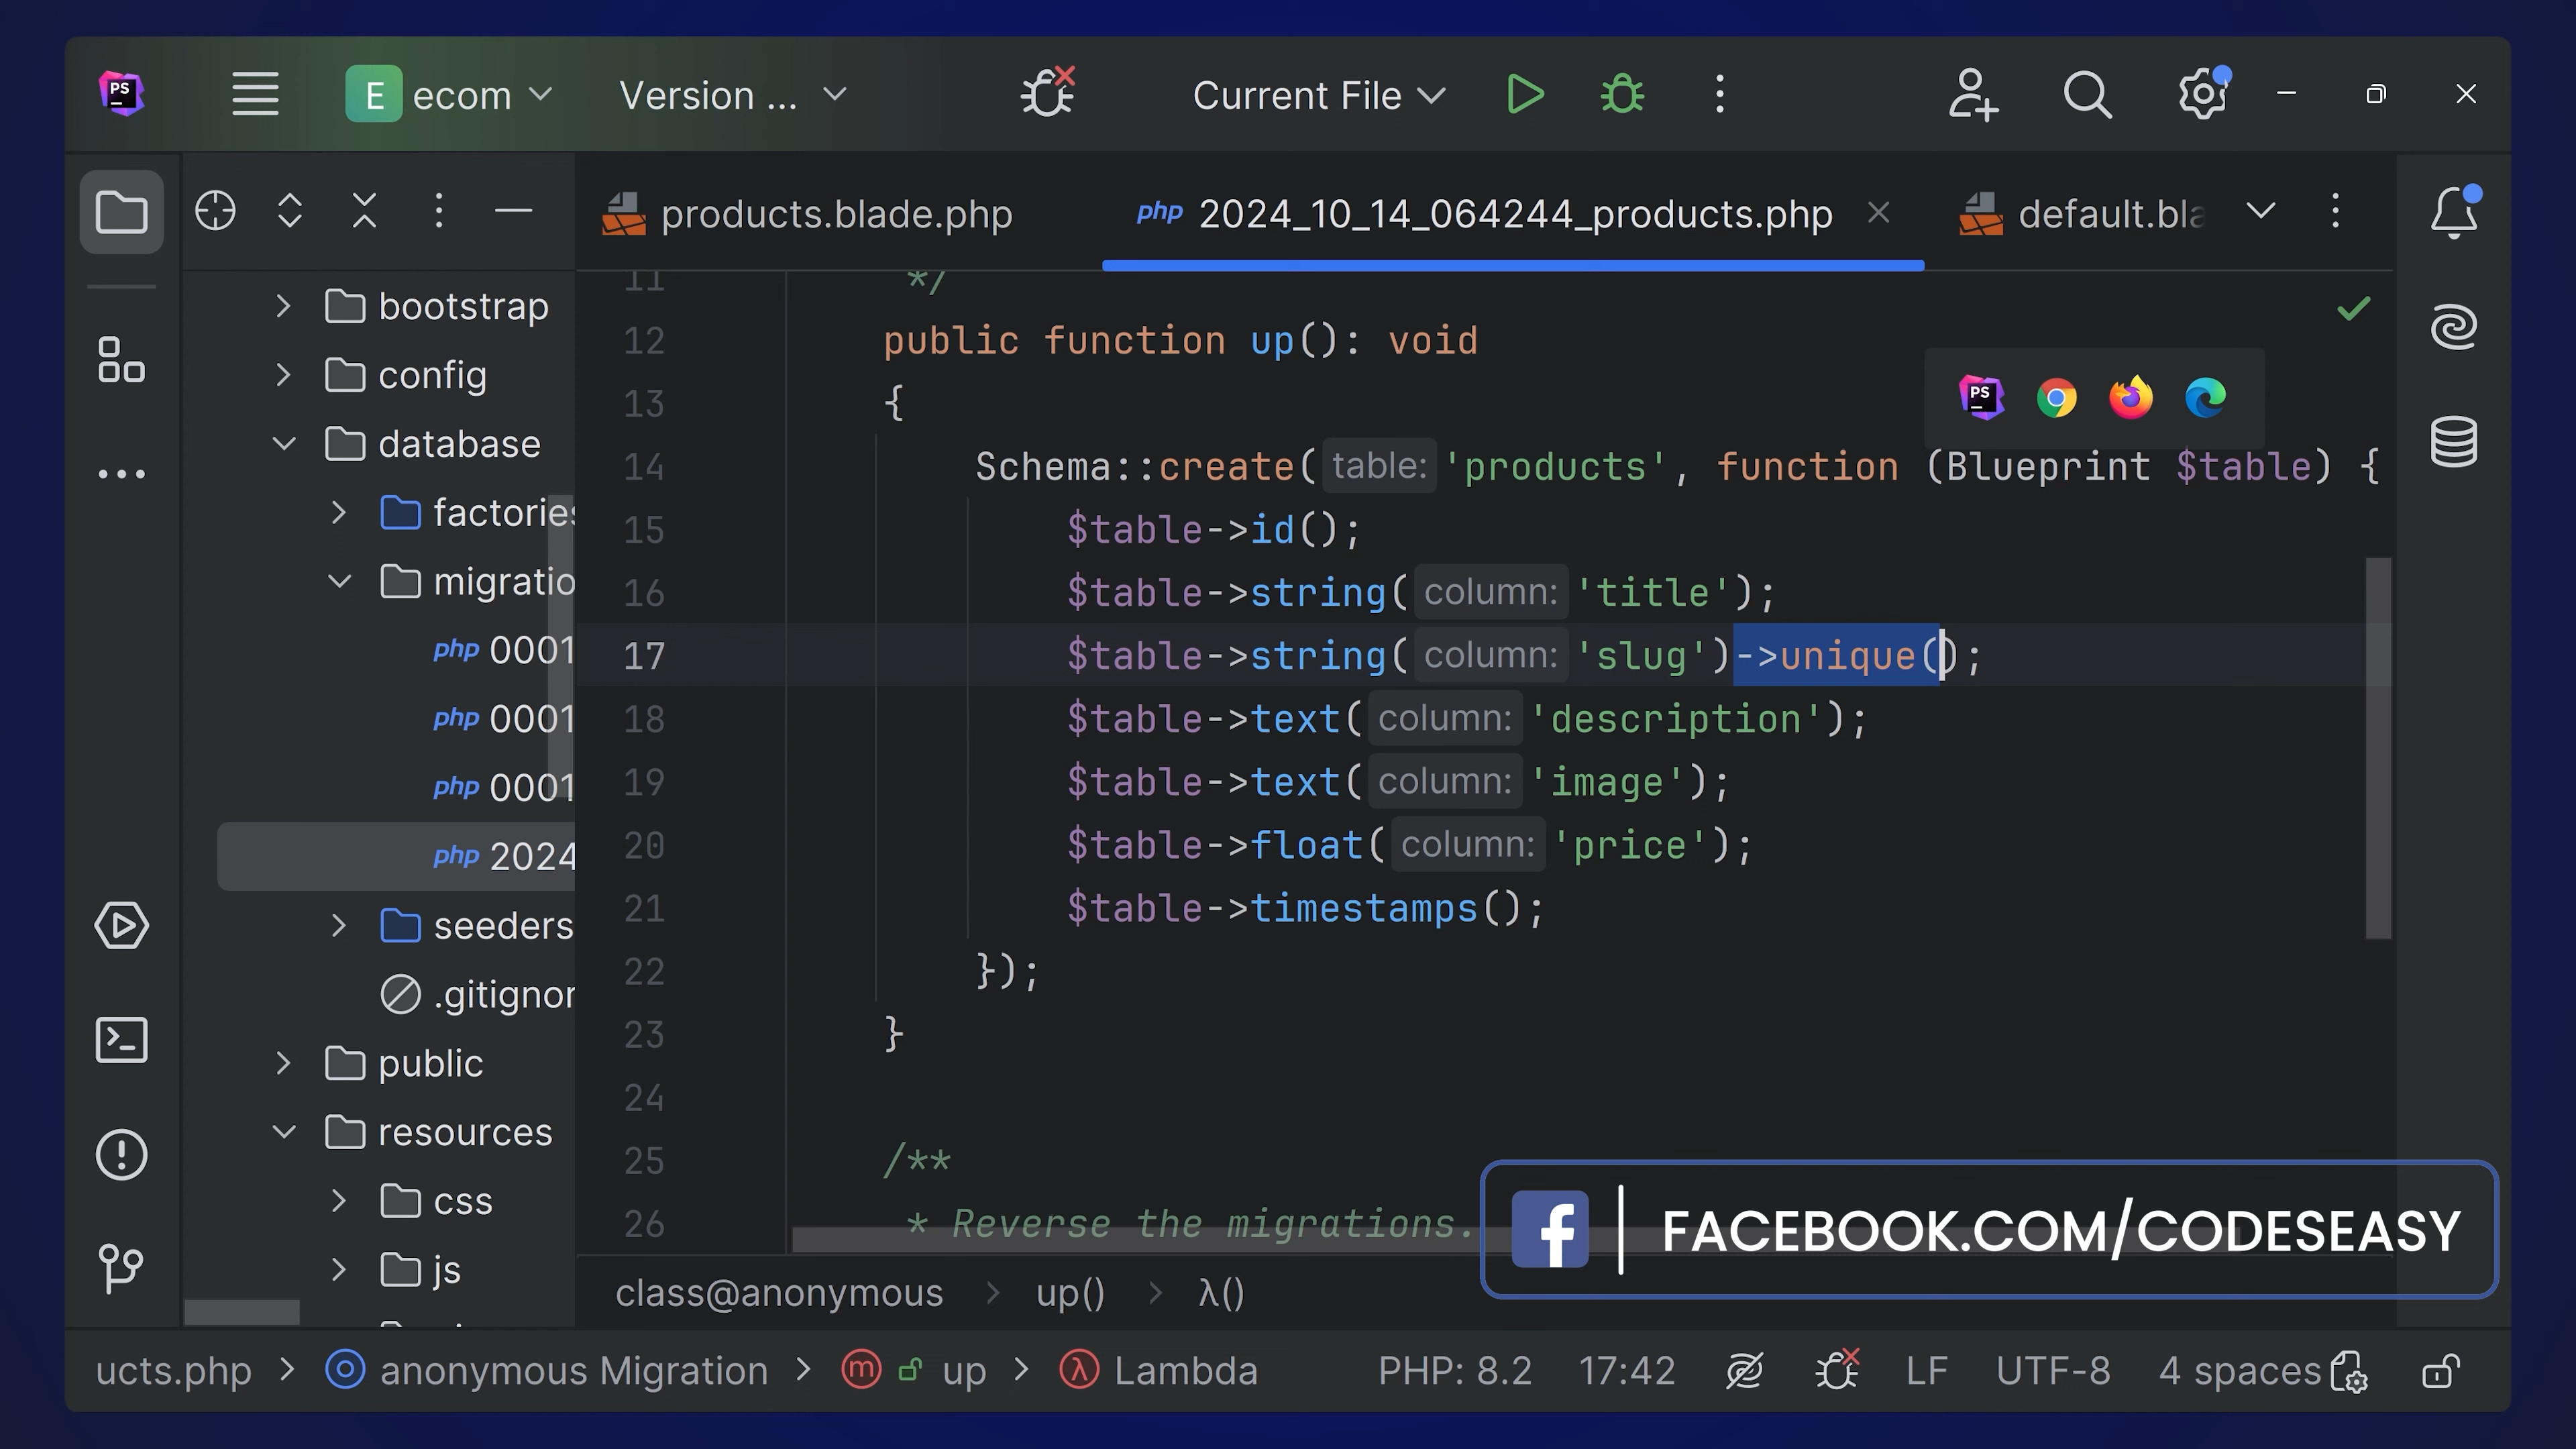 PS
E
ecom
Version ...
Current File
products.blade.php
php 2024_10_14_064244_products.php
default.bla
bootstrap
config
database
factories
migratio
php 0001
php 0001
php 0001
php 2024
seeders
.gitignor
public
resources
css
js
11 */
12 public function up(): void
13 {
14 Schema::create( table: 'products', function (Blueprint $table) {
15 $table->id();
16 $table->string( column: 'title');
17 $table->string( column: 'slug')->unique();
18 $table->text( column: 'description');
19 $table->text( column: 'image');
20 $table->float( column: 'price');
21 $table->timestamps();
22 });
23 }
24
25 /**
26 * Reverse the migrations.
PS
f | FACEBOOK.COM/CODESEASY
class@anonymous > up() > λ()
ucts.php > anonymous Migration > m up > λ Lambda
PHP: 8.2 17:42 LF UTF-8 4 spaces